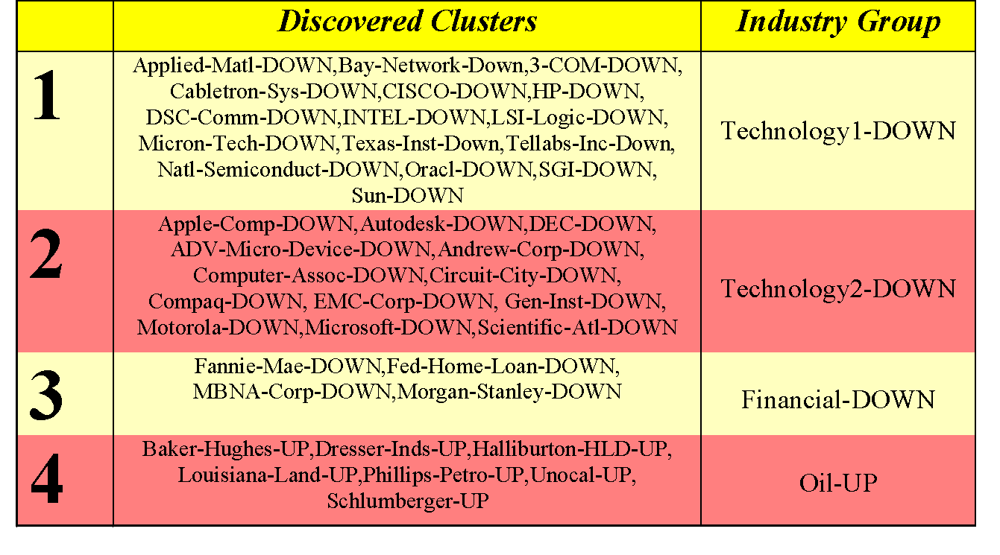 Discovered Clusters
Industry Group
1
Applied-Matl-DOWN,Bay-Network-Down,3-COM-DOWN,
Cabletron-Sys-DOWN,CISCO-DOWN,HP-DOWN,
DSC-Comm-DOWN,INTEL-DOWN,LSI-Logic-DOWN,
Micron-Tech-DOWN,Texas-Inst-Down,Tellabs-Inc-Down,
Natl-Semiconduct-DOWN,Oracl-DOWN,SGI-DOWN,
Sun-DOWN
Technology1-DOWN
2
Apple-Comp-DOWN,Autodesk-DOWN,DEC-DOWN,
ADV-Micro-Device-DOWN,Andrew-Corp-DOWN,
Computer-Assoc-DOWN,Circuit-City-DOWN,
Compaq-DOWN, EMC-Corp-DOWN, Gen-Inst-DOWN,
Motorola-DOWN,Microsoft-DOWN,Scientific-Atl-DOWN
Technology2-DOWN
3
Fannie-Mae-DOWN,Fed-Home-Loan-DOWN,
MBNA-Corp-DOWN,Morgan-Stanley-DOWN
Financial-DOWN
4
Baker-Hughes-UP,Dresser-Inds-UP,Halliburton-HLD-UP,
Louisiana-Land-UP,Phillips-Petro-UP,Unocal-UP,
Schlumberger-UP
Oil-UP